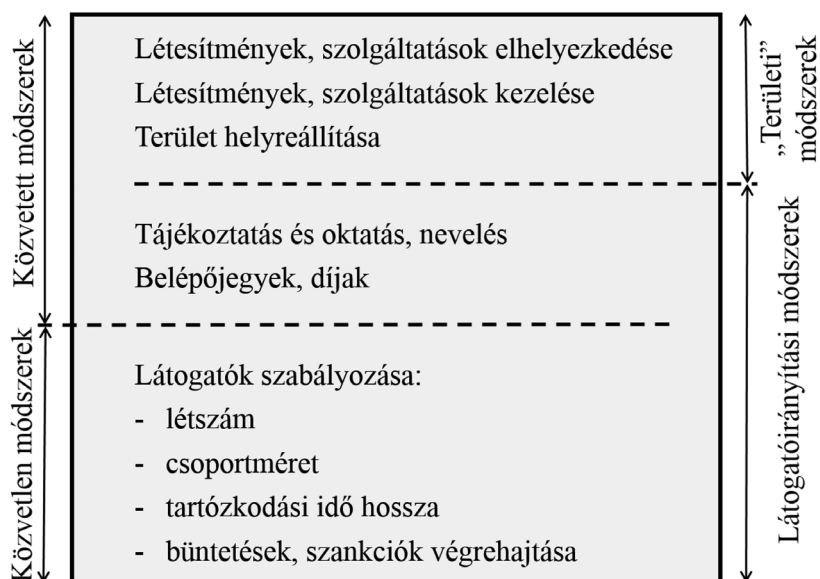 Közvetett módszerek
Közvetlen módszerek
Létesítmények, szolgáltatások elhelyezkedése
Létesítmények, szolgáltatások kezelése
Terület helyreállítása
Tájékoztatás és oktatás, nevelés
Belépőjegyek, díjak
Látogatók szabályozása:
- létszám
- csoportméret
- tartózkodási idő hossza
- büntetések, szankciók végrehajtása
„Területi”
módszerek
Látogatóirányítási módszerek